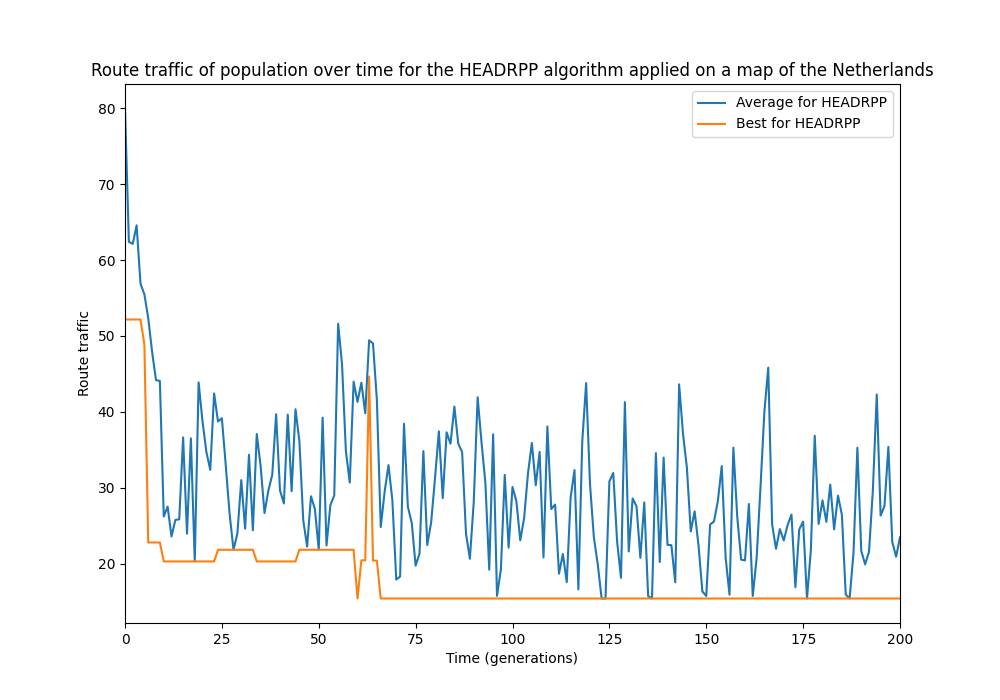 Route traffic of population over time for the HEADRPP algorithm applied on a map of the Netherlands
Average for HEADRPP
Best for HEADRPP
Route traffic
80
70
60
50
40
30
20
0 25 50 75 100 125 150 175 200
Time (generations)